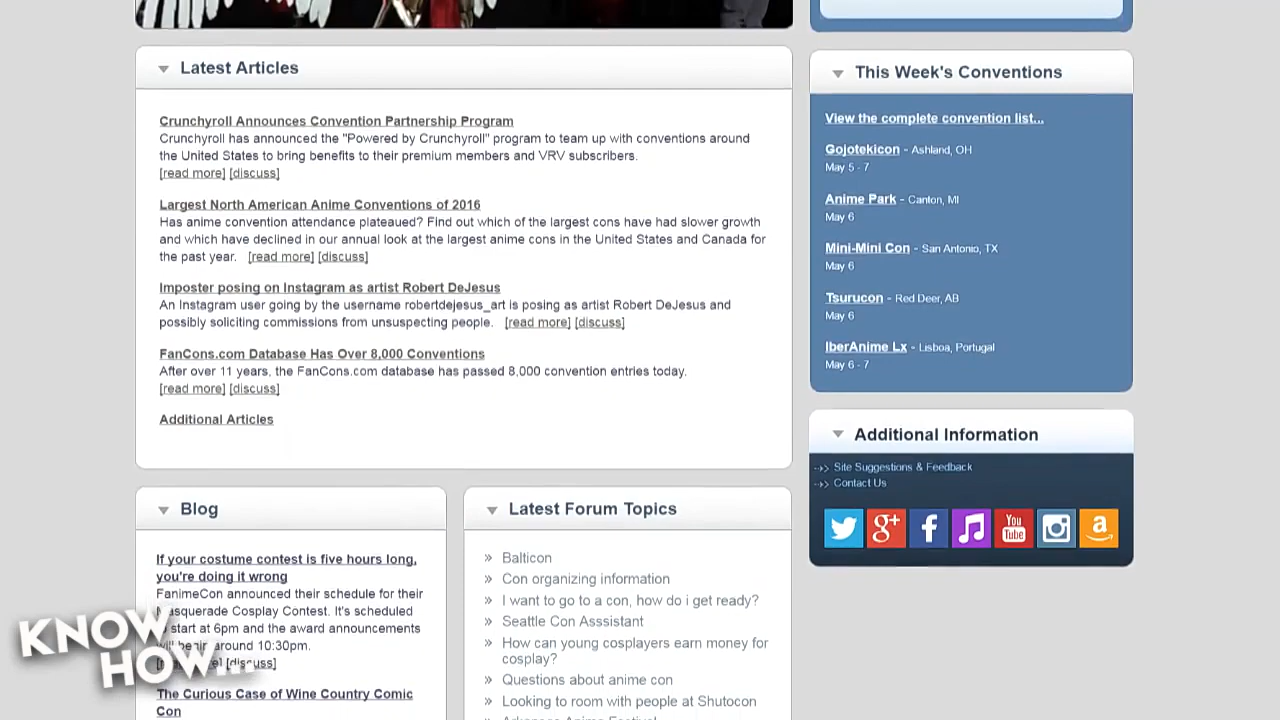 Latest Articles
Crunchyroll Announces Convention Partnership Program
Crunchyroll has announced the "Powered by Crunchyroll" program to team up with conventions around
the United States to bring benefits to their premium members and VRV subscribers.
[read more] [discuss]
Largest North American Anime Conventions of 2016
Has anime convention attendance plateaued? Find out which of the largest cons have had slower growth
and which have declined in our annual look at the largest anime cons in the United States and Canada for
the past year. [read more] [discuss]
Imposter posing on Instagram as artist Robert DeJesus
An Instagram user going by the username robertdejesus_art is posing as artist Robert DeJesus and
possibly soliciting commissions from unsuspecting people. [read more] [discuss]
FanCons.com Database Has Over 8,000 Conventions
After over 11 years, the FanCons.com database has passed 8,000 convention entries today.
[read more] [discuss]
Additional Articles
This Week's Conventions
View the complete convention list...
Gojotekicon - Ashland, OH
May 5 - 7
Anime Park - Canton, MI
May 6
Mini-Mini Con - San Antonio, TX
May 6
Tsurucon - Red Deer, AB
May 6
IberAnime Lx - Lisboa, Portugal
May 6 - 7
Additional Information
Site Suggestions & Feedback
Contact Us
g+
f
You
Tube
a
Blog
If your costume contest is five hours long,
you're doing it wrong
FanimeCon announced their schedule for their
Masquerade Cosplay Contest. It's scheduled
start at 6pm and the award announcements
will begin around 10:30pm.
[discuss]
The Curious Case of Wine Country Comic
Con
Latest Forum Topics
» Balticon
» Con organizing information
» I want to go to a con, how do i get ready?
» Seattle Con Asssistant
» How can young cosplayers earn money for
cosplay?
» Questions about anime con
» Looking to room with people at Shutocon
» Arkansas Anime Festival
KNOW
HOW...